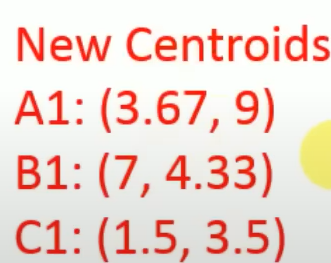 New Centroids
A1: (3.67, 9)
B1: (7, 4.33)
C1: (1.5, 3.5)